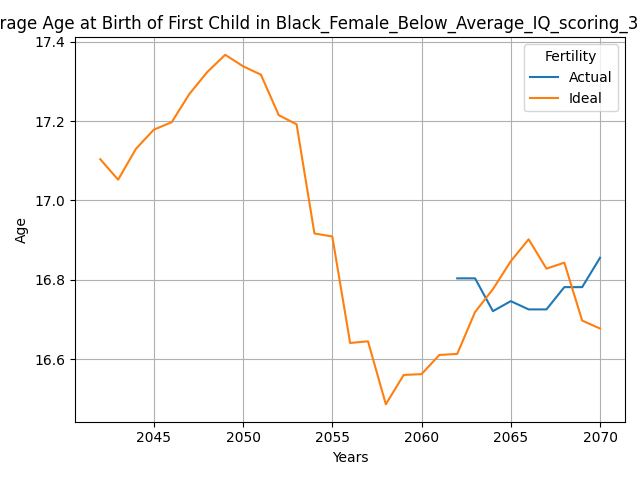 rage Age at Birth of First Child in Black_Female_Below_Average_IQ_scoring_3
17.4
17.2
17.0
16.8
16.6
Age
Fertility
Actual
Ideal
2045 2050 2055 2060 2065 2070
Years